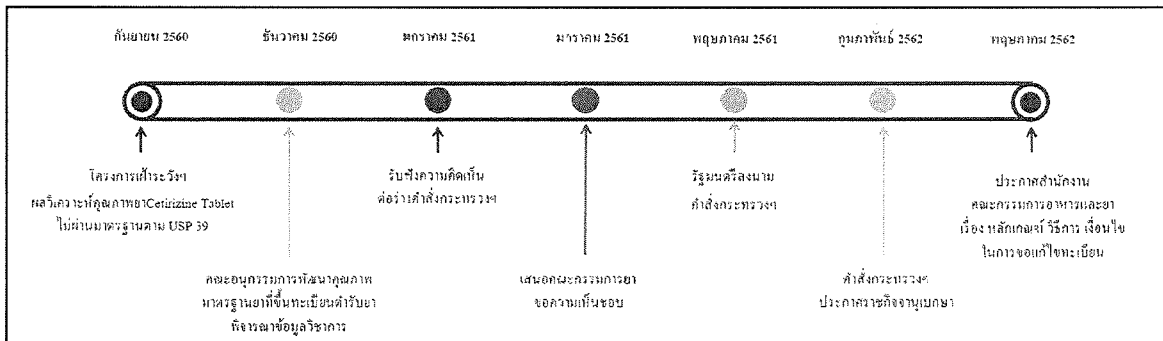 กันยายน 2560
ธันวาคม 2560
มกราคม 2561
มีนาคม 2561
พฤษภาคม 2561
กุมภาพันธ์ 2562
พฤษภาคม 2562
โครงการเฝ้าระวังฯ
ผลวิเคราะห์คุณภาพยาCetirizine Tablet
ไม่ผ่านมาตรฐานตาม USP 39
คณะอนุกรรมการพัฒนาคุณภาพ
มาตรฐานยาที่ขึ้นทะเบียนตำรับยา
พิจารณาข้อมูลวิชาการ
รับฟังความคิดเห็น
ต่อร่างคำสั่งกระทรวงฯ
เสนอคณะกรรมการยา
ขอความเห็นชอบ
รัฐมนตรีลงนาม
คำสั่งกระทรวงฯ
คำสั่งกระทรวงฯ
ประกาศราชกิจจานุเบกษา
ประกาศสำนักงาน
คณะกรรมการอาหารและยา
เรื่อง หลักเกณฑ์ วิธีการ เงื่อนไข
ในการขอแก้ไขทะเบียน